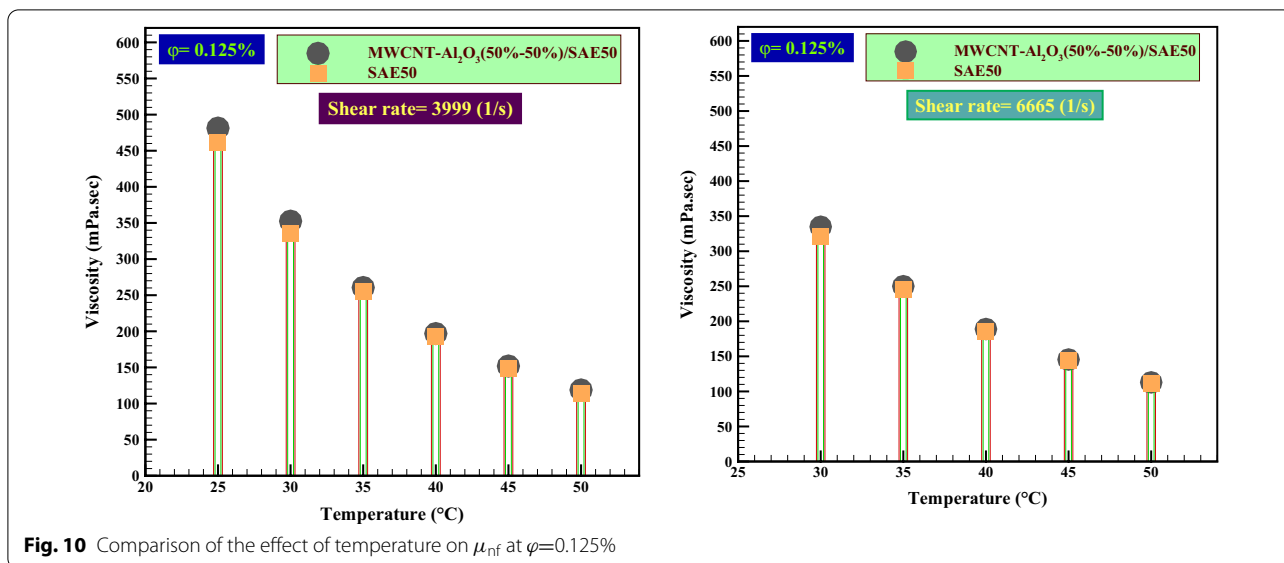 φ= 0.125%
MWCNT-Al₂O₃(50%-50%)/SAE50
SAE50
Shear rate= 3999 (1/s)
600
550
500
450
400
350
300
250
200
150
100
50
0
Viscosity (mPa.sec)
20 25 30 35 40 45 50
Temperature (°C)
φ= 0.125%
MWCNT-Al₂O₃(50%-50%)/SAE50
SAE50
Shear rate= 6665 (1/s)
600
550
500
450
400
350
300
250
200
150
100
50
0
Viscosity (mPa.sec)
25 30 35 40 45 50
Temperature (°C)
Fig. 10 Comparison of the effect of temperature on μnf at φ=0.125%